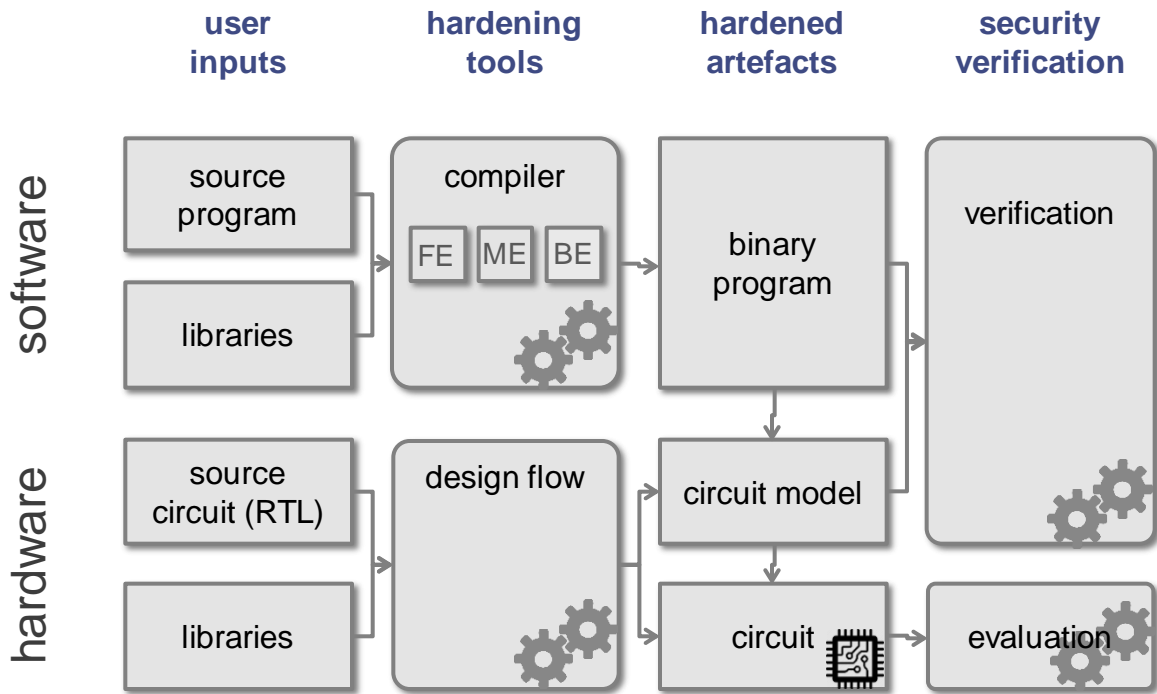 user
inputs
hardening
tools
hardened
artefacts
security
verification
software
source
program
libraries
compiler
FE
ME
BE
binary
program
verification
hardware
source
circuit (RTL)
libraries
design flow
circuit model
circuit
evaluation